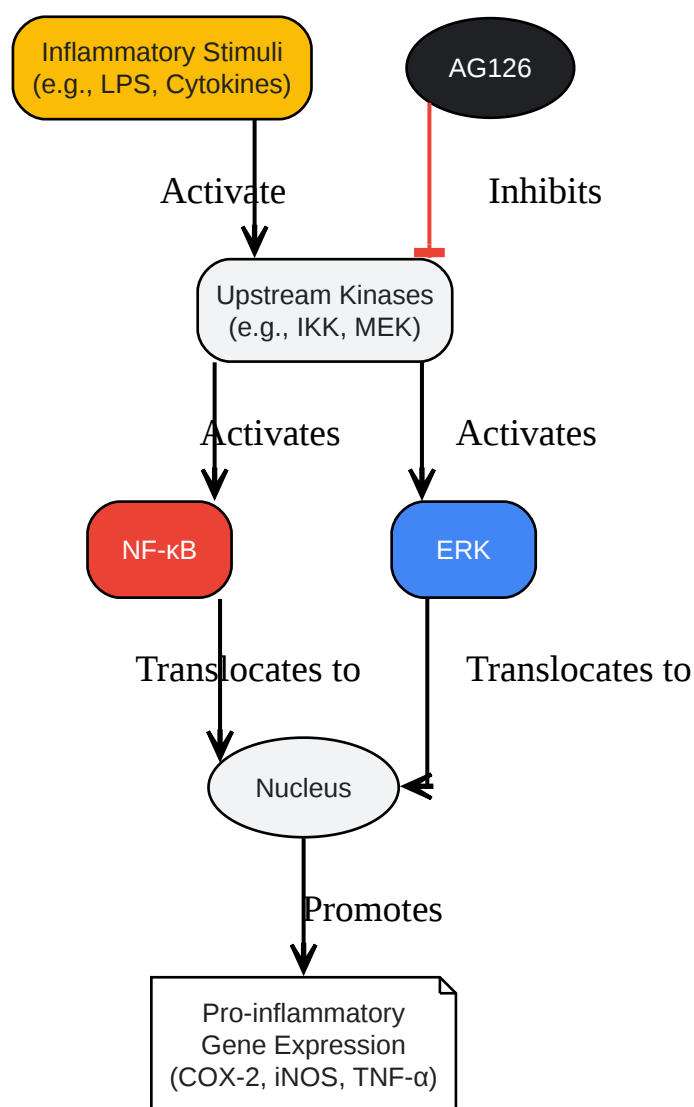 Inflammatory Stimuli
(e.g., LPS, Cytokines)
AG126
Activate
Inhibits
Upstream Kinases
(e.g., IKK, MEK)
Activates
Activates
NF-κB
ERK
Translocates to
Translocates to
Nucleus
Promotes
Pro-inflammatory
Gene Expression
(COX-2, iNOS, TNF-α)